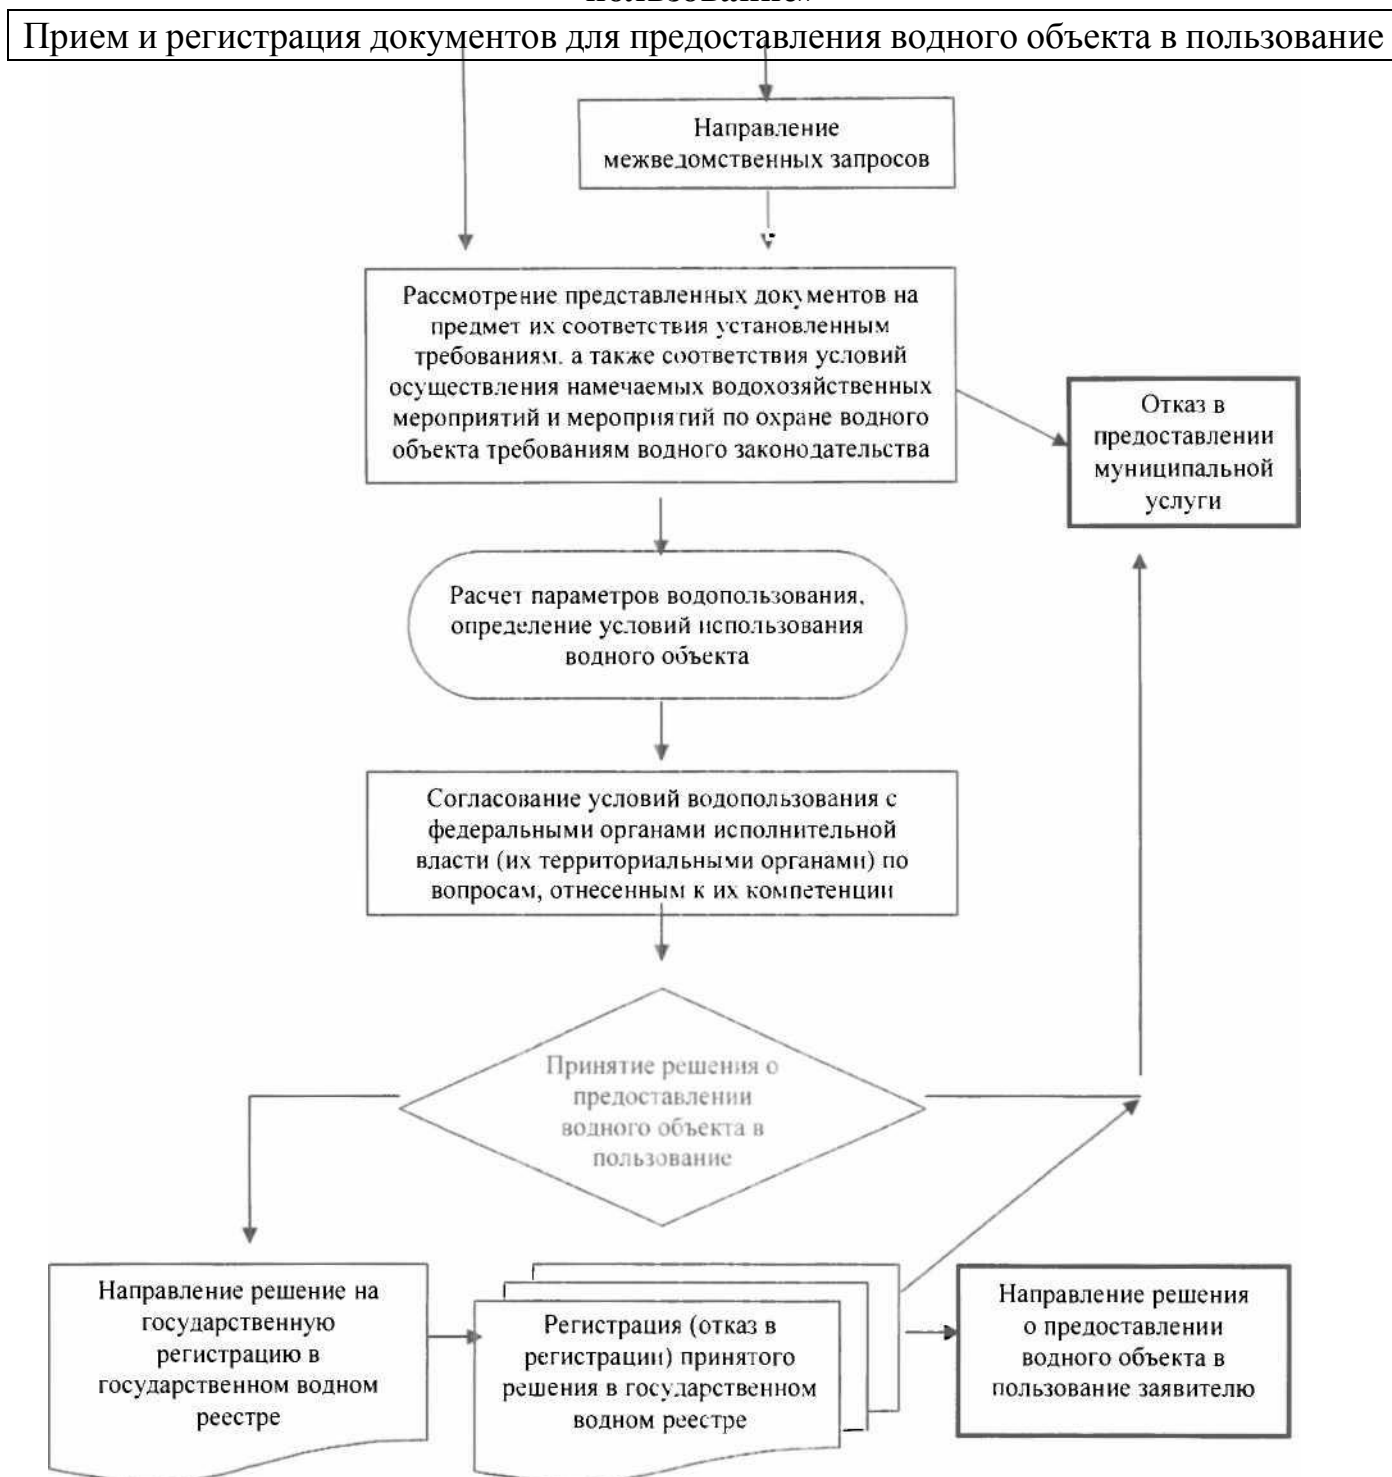 Прием и регистрация документов для предоставления водного объекта в пользование
Направление
межведомственных запросов
Рассмотрение представленных документов на
предмет их соответствия установленным
требованиям, а также соответствия условий
осуществления намечаемых водохозяйственных
мероприятий и мероприятий по охране водного
объекта требованиям водного законодательства
Отказ в
предоставлении
муниципальной
услуги
Расчет параметров водопользования,
определение условий использования
водного объекта
Согласование условий водопользования с
федеральными органами исполнительной
власти (их территориальными органами) по
вопросам, отнесенным к их компетенции
Принятие решения о
предоставлении
водного объекта в
пользование
Направление решение на
государственную
регистрацию в
государственном водном
реестре
Регистрация (отказ в
регистрации) принятого
решения в государственном
водном реестре
Направление решения
о предоставлении
водного объекта в
пользование заявителю